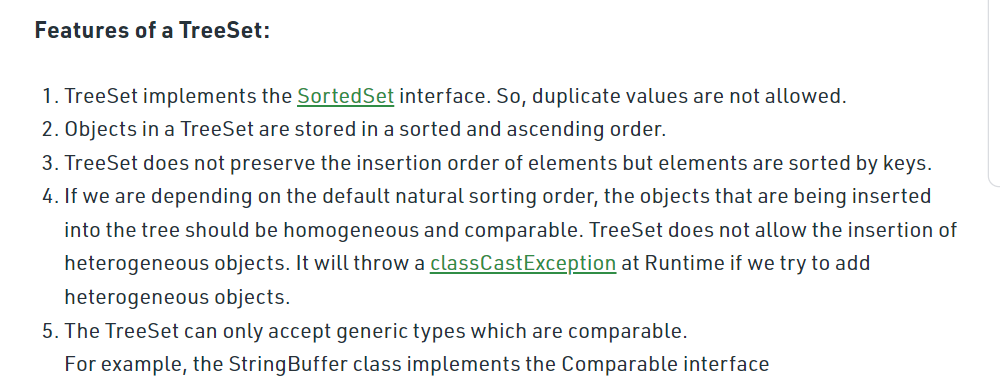 Features of a TreeSet:
1. TreeSet implements the SortedSet interface. So, duplicate values are not allowed.
2. Objects in a TreeSet are stored in a sorted and ascending order.
3. TreeSet does not preserve the insertion order of elements but elements are sorted by keys.
4. If we are depending on the default natural sorting order, the objects that are being inserted
into the tree should be homogeneous and comparable. TreeSet does not allow the insertion of
heterogeneous objects. It will throw a classCastException at Runtime if we try to add
heterogeneous objects.
5. The TreeSet can only accept generic types which are comparable.
For example, the StringBuffer class implements the Comparable interface